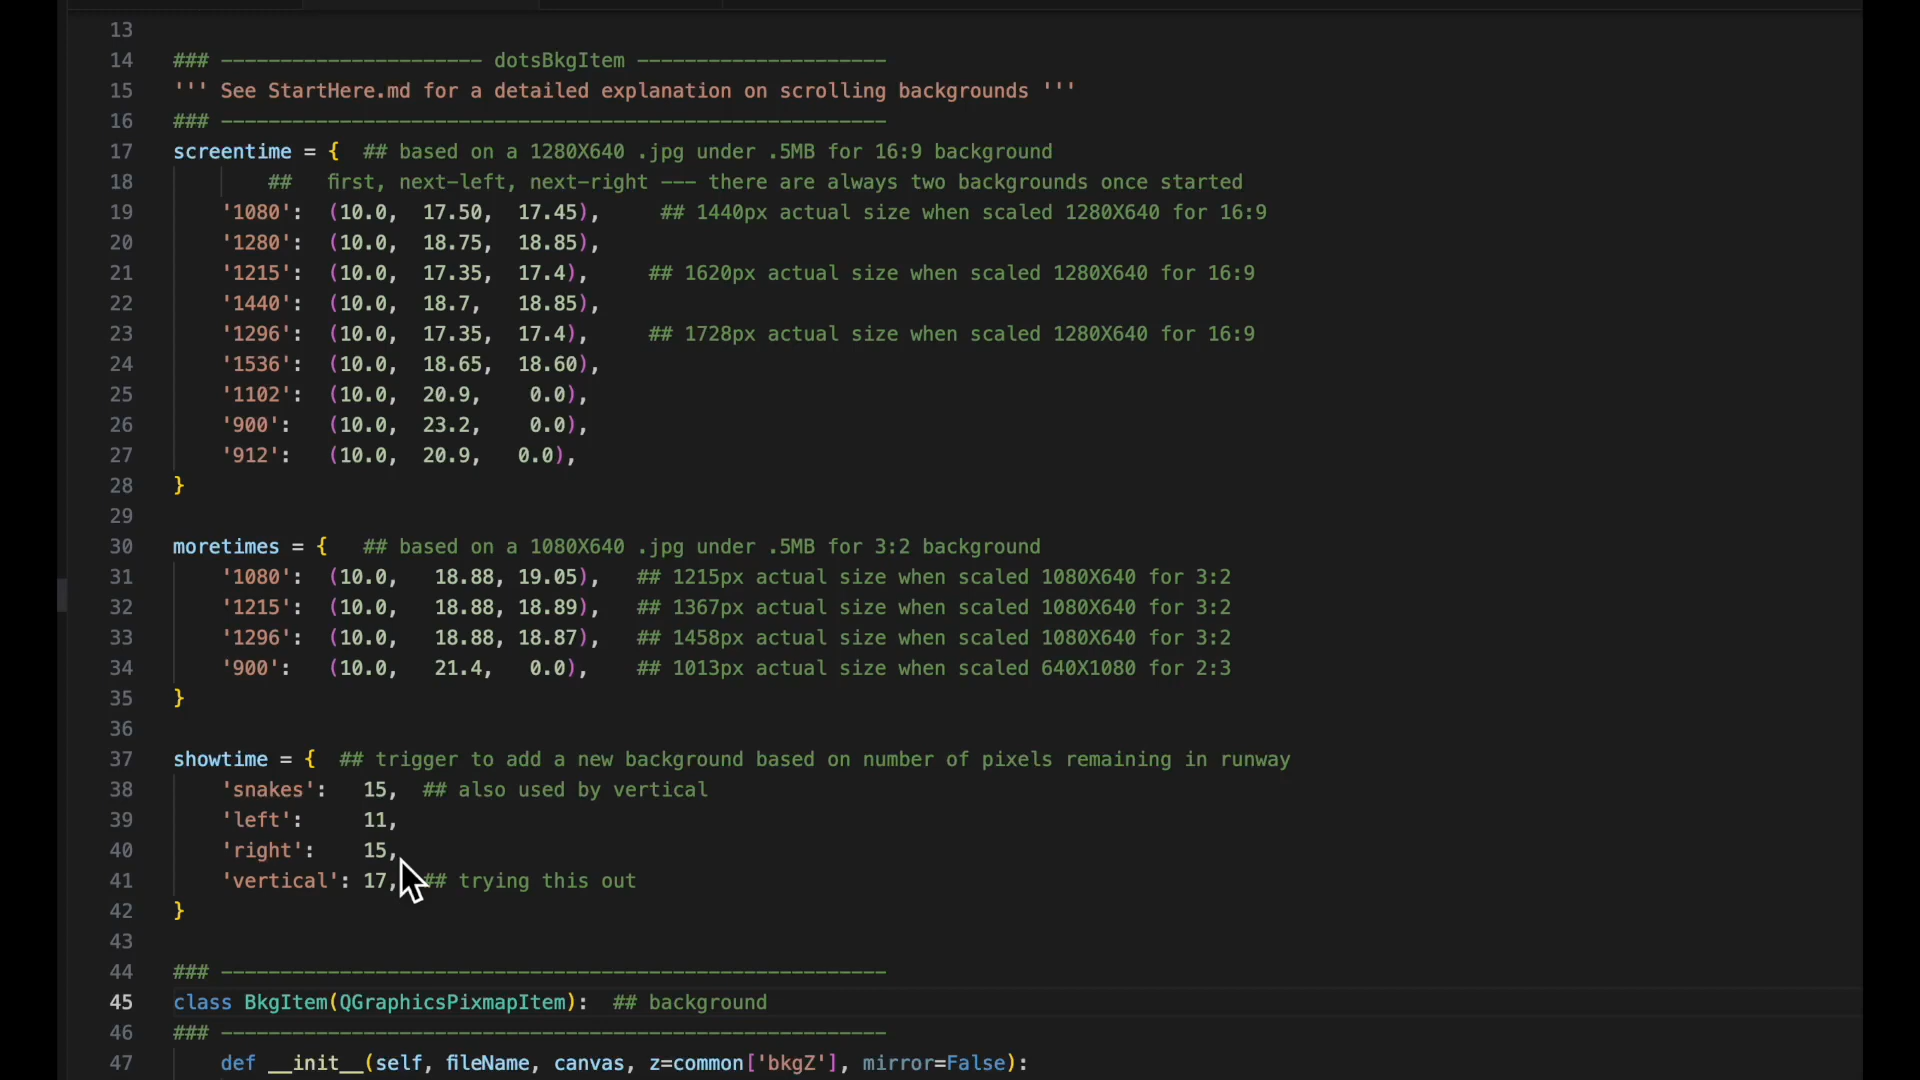 13
14 ### ---------------------- dotsBkgItem ---------------------
15 ''' See StartHere.md for a detailed explanation on scrolling backgrounds '''
16 ### --------------------------------------------------------
17 screentime = {  ## based on a 1280X640 .jpg under .5MB for 16:9 background
18         ##   first, next-left, next-right --- there are always two backgrounds once started
19     '1080':  (10.0,  17.50,  17.45),     ## 1440px actual size when scaled 1280X640 for 16:9
20     '1280':  (10.0,  18.75,  18.85),
21     '1215':  (10.0,  17.35,  17.4),     ## 1620px actual size when scaled 1280X640 for 16:9
22     '1440':  (10.0,  18.7,   18.85),
23     '1296':  (10.0,  17.35,  17.4),     ## 1728px actual size when scaled 1280X640 for 16:9
24     '1536':  (10.0,  18.65,  18.60),
25     '1102':  (10.0,  20.9,    0.0),
26     '900':   (10.0,  23.2,    0.0),
27     '912':   (10.0,  20.9,   0.0),
28 }
29
30 moretimes = {   ## based on a 1080X640 .jpg under .5MB for 3:2 background
31     '1080':  (10.0,   18.88, 19.05),   ## 1215px actual size when scaled 1080X640 for 3:2
32     '1215':  (10.0,   18.88, 18.89),   ## 1367px actual size when scaled 1080X640 for 3:2
33     '1296':  (10.0,   18.88, 18.87),   ## 1458px actual size when scaled 1080X640 for 3:2
34     '900':   (10.0,   21.4,   0.0),    ## 1013px actual size when scaled 640X1080 for 2:3
35 }
36
37 showtime = {  ## trigger to add a new background based on number of pixels remaining in runway
38     'snakes':   15,  ## also used by vertical
39     'left':     11,
40     'right':    15,
41     'vertical': 17,  ## trying this out
42 }
43
44 ### --------------------------------------------------------
45 class BkgItem(QGraphicsPixmapItem):  ## background
46 ### --------------------------------------------------------
47     def __init__(self, fileName, canvas, z=common['bkgZ'], mirror=False):